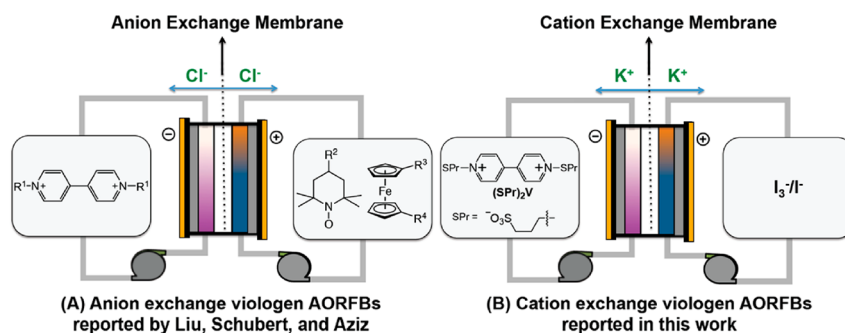 Anion Exchange Membrane
Cl⁻ Cl⁻
⊖ ⊕
R¹ N⁺ N⁺ R¹
R²
N
O
R³
Fe
R⁴
(A) Anion exchange viologen AORFBs
reported by Liu, Schubert, and Aziz
Cation Exchange Membrane
K⁺ K⁺
⊖ ⊕
SPr N⁺ N⁺ SPr
(SPr)₂V
SPr = ⁻O₃S
I₃⁻/I⁻
(B) Cation exchange viologen AORFBs
reported in this work